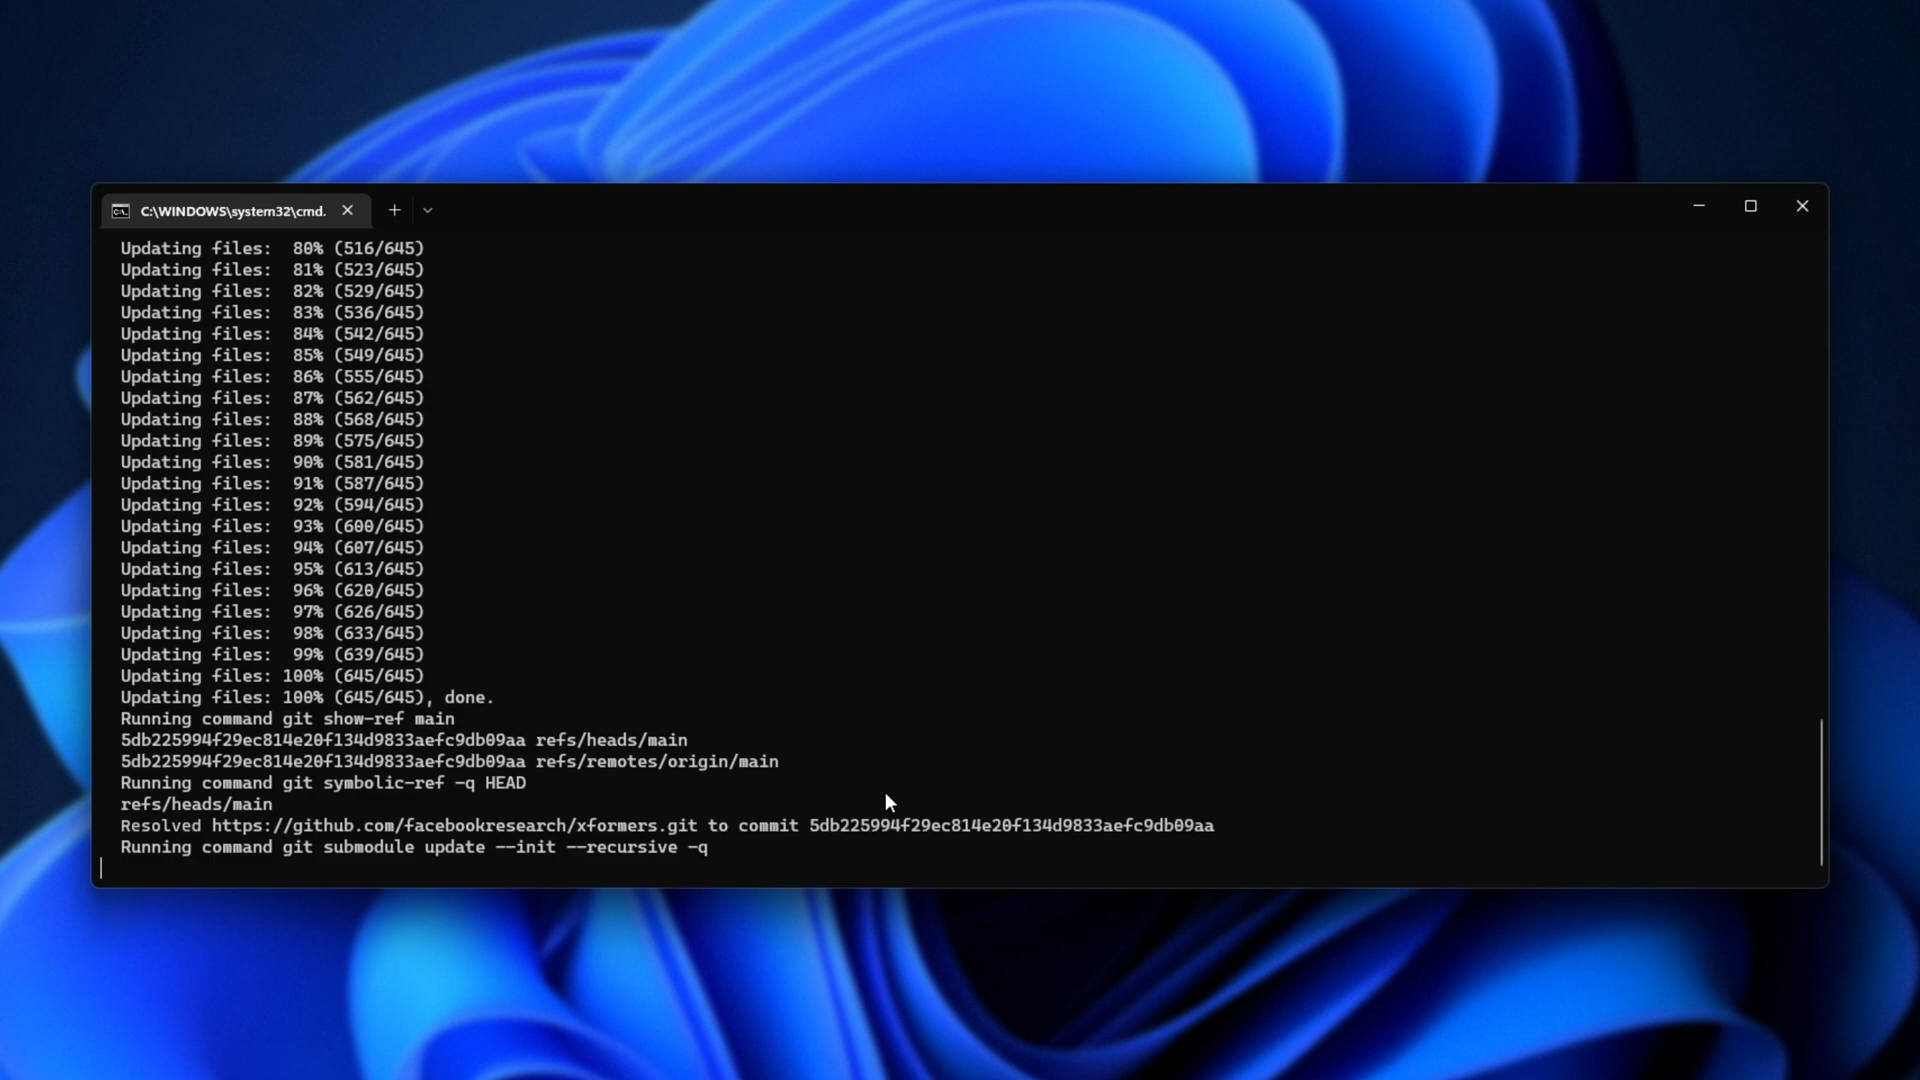 C:\WINDOWS\system32\cmd.
Updating files:  80% (516/645)
Updating files:  81% (523/645)
Updating files:  82% (529/645)
Updating files:  83% (536/645)
Updating files:  84% (542/645)
Updating files:  85% (549/645)
Updating files:  86% (555/645)
Updating files:  87% (562/645)
Updating files:  88% (568/645)
Updating files:  89% (575/645)
Updating files:  90% (581/645)
Updating files:  91% (587/645)
Updating files:  92% (594/645)
Updating files:  93% (600/645)
Updating files:  94% (607/645)
Updating files:  95% (613/645)
Updating files:  96% (620/645)
Updating files:  97% (626/645)
Updating files:  98% (633/645)
Updating files:  99% (639/645)
Updating files: 100% (645/645)
Updating files: 100% (645/645), done.
Running command git show-ref main
5db225994f29ec814e20f134d9833aefc9db09aa refs/heads/main
5db225994f29ec814e20f134d9833aefc9db09aa refs/remotes/origin/main
Running command git symbolic-ref -q HEAD
refs/heads/main
Resolved https://github.com/facebookresearch/xformers.git to commit 5db225994f29ec814e20f134d9833aefc9db09aa
Running command git submodule update --init --recursive -q